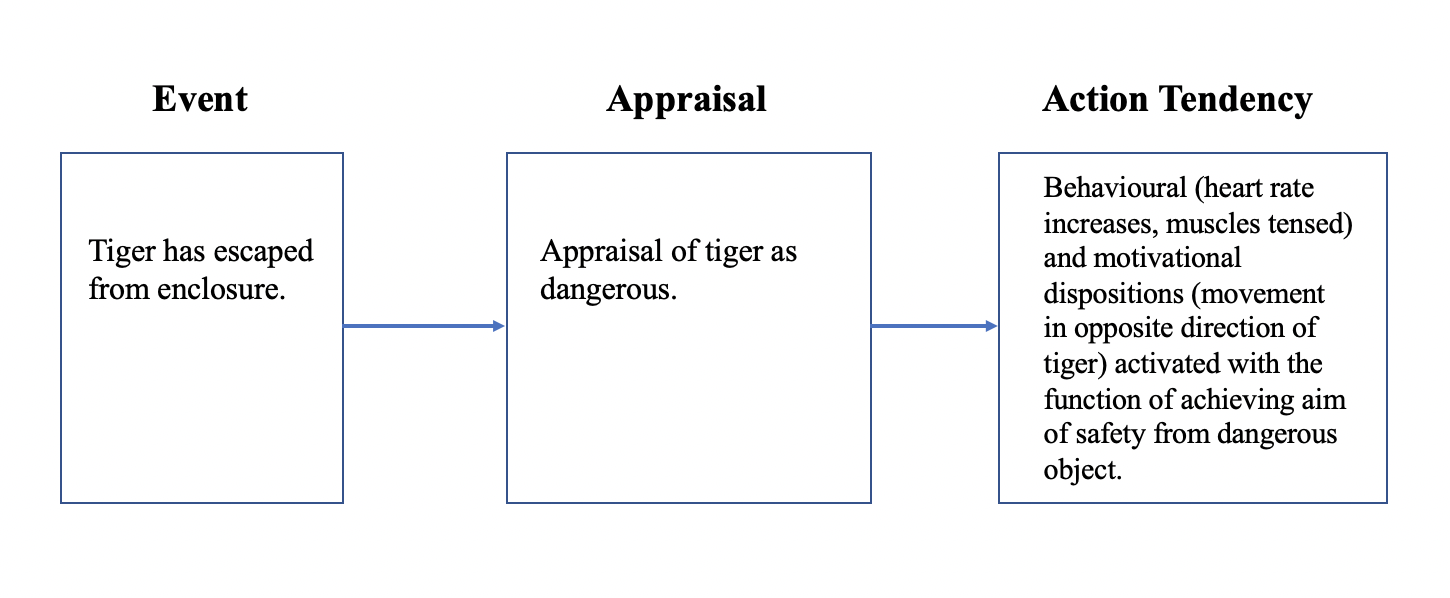 Event
Appraisal
Action Tendency
Tiger has escaped
from enclosure.
Appraisal of tiger as
dangerous.
Behavioural (heart rate
increases, muscles tensed)
and motivational
dispositions (movement
in opposite direction of
tiger) activated with the
function of achieving aim
of safety from dangerous
object.